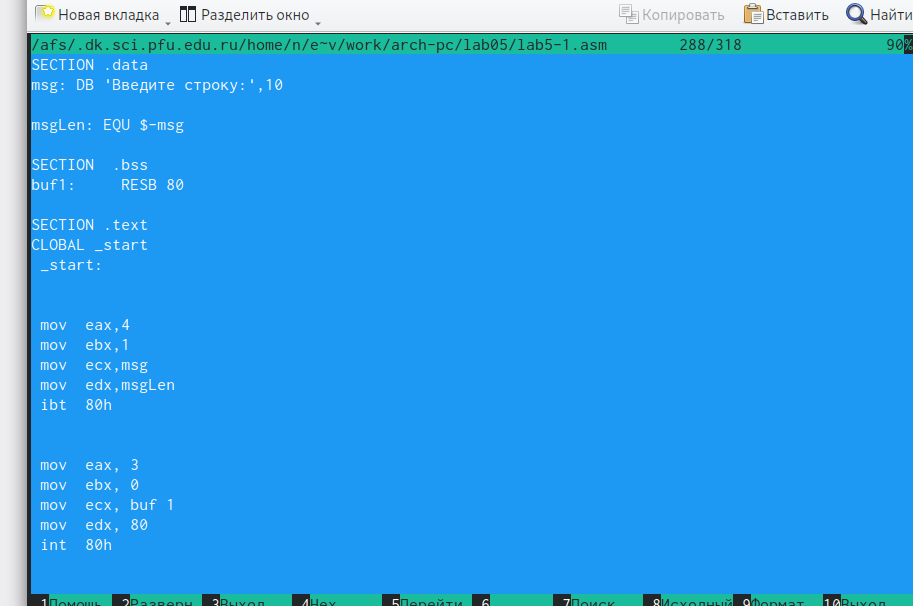 Новая вкладка Разделить окно Копировать Вставить Найти
/afs/.dk.sci.pfu.edu.ru/home/n/e~v/work/arch-pc/lab05/lab5-1.asm 288/318 90%
SECTION .data
msg: DB 'Введите строку:',10
msgLen: EQU $-msg
SECTION .bss
buf1: RESB 80
SECTION .text
CLOBAL _start
_start:
mov eax,4
mov ebx,1
mov ecx,msg
mov edx,msgLen
ibt 80h
mov eax, 3
mov ebx, 0
mov ecx, buf 1
mov edx, 80
int 80h
1Помощь 2Разверн 3Выход 4Hex 5Перейти 6 7Поиск 8Исходный 9Формат 10Выход